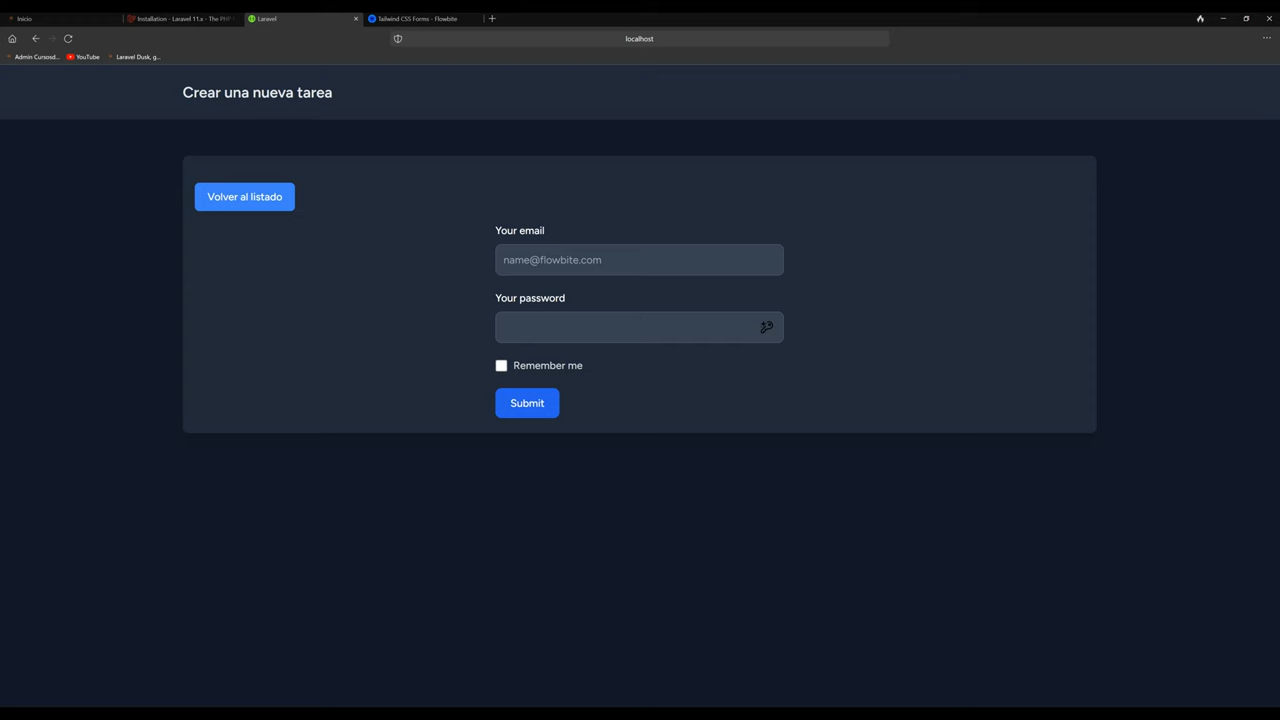 Inicio
Installation - Laravel 11.x - The PHP
Laravel
Tailwind CSS Forms - Flowbite
localhost
Admin Cursosd...
YouTube
Laravel Dusk, g...
Crear una nueva tarea
Volver al listado
Your email
name@flowbite.com
Your password
Remember me
Submit